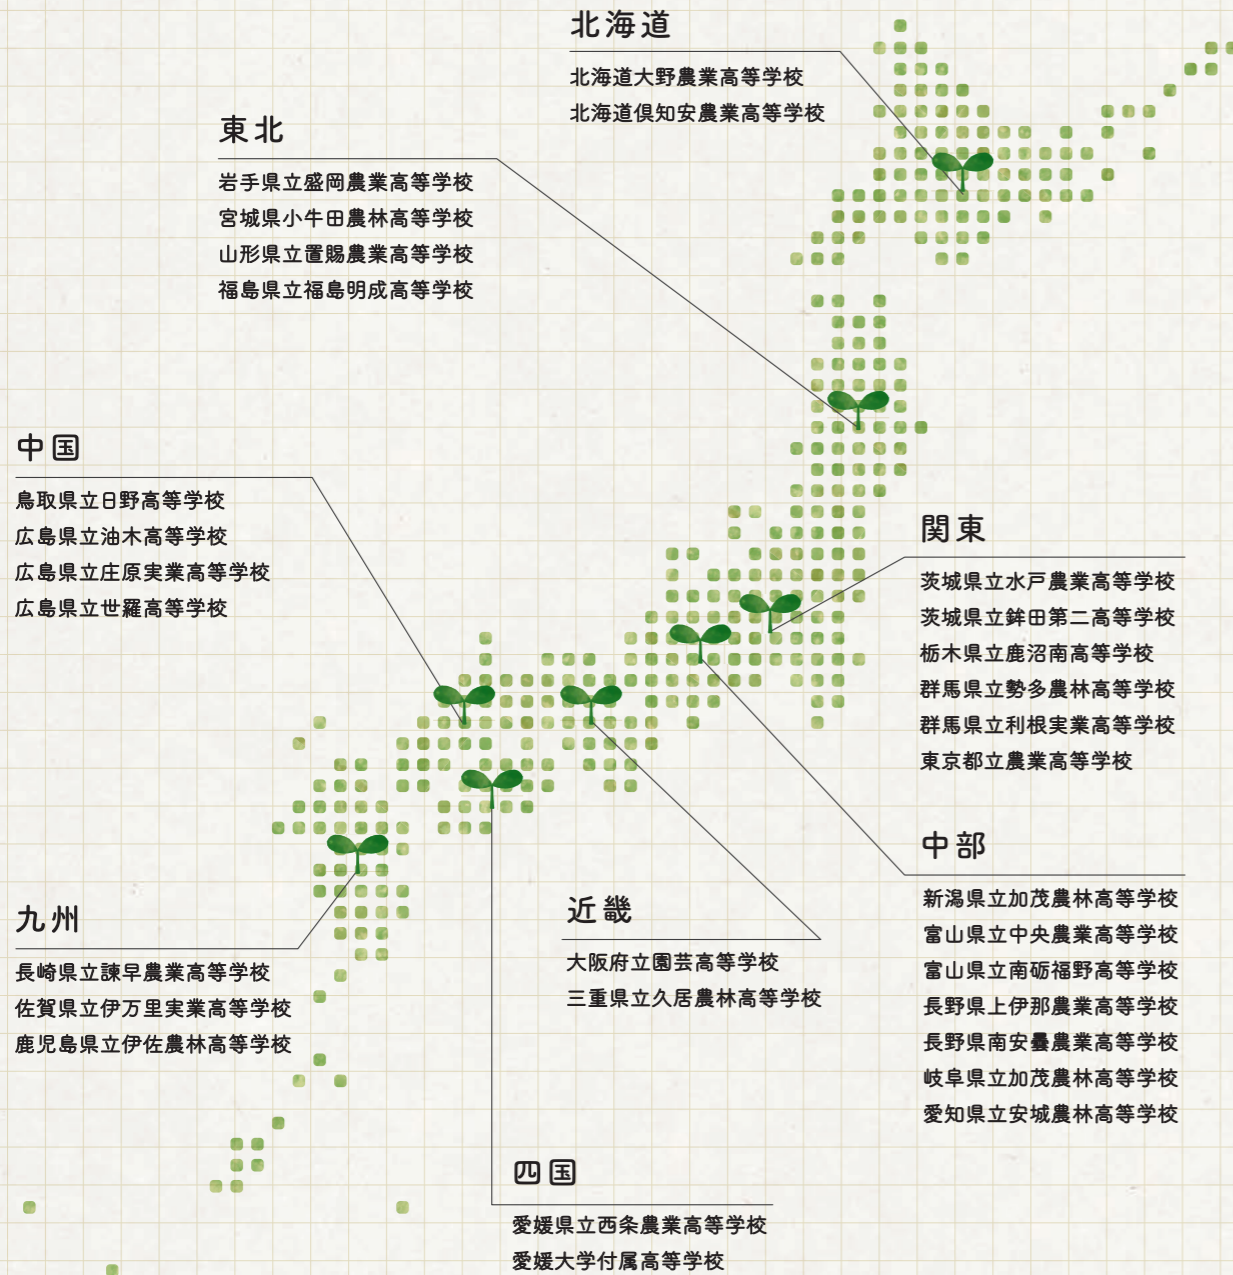 北海道
北海道大野農業高等学校
北海道倶知安農業高等学校
東北
岩手県立盛岡農業高等学校
宮城県小牛田農林高等学校
山形県立置賜農業高等学校
福島県立福島明成高等学校
中国
鳥取県立日野高等学校
広島県立油木高等学校
広島県立庄原実業高等学校
広島県立世羅高等学校
関東
茨城県立水戸農業高等学校
茨城県立鉾田第二高等学校
栃木県立鹿沼南高等学校
群馬県立勢多農林高等学校
群馬県立利根実業高等学校
東京都立農業高等学校
中部
新潟県立加茂農林高等学校
富山県立中央農業高等学校
富山県立南砺福野高等学校
長野県上伊那農業高等学校
長野県南安曇農業高等学校
岐阜県立加茂農林高等学校
愛知県立安城農林高等学校
近畿
大阪府立園芸高等学校
三重県立久居農林高等学校
九州
長崎県立諫早農業高等学校
佐賀県立伊万里実業高等学校
鹿児島県立伊佐農林高等学校
四国
愛媛県立西条農業高等学校
愛媛大学付属高等学校